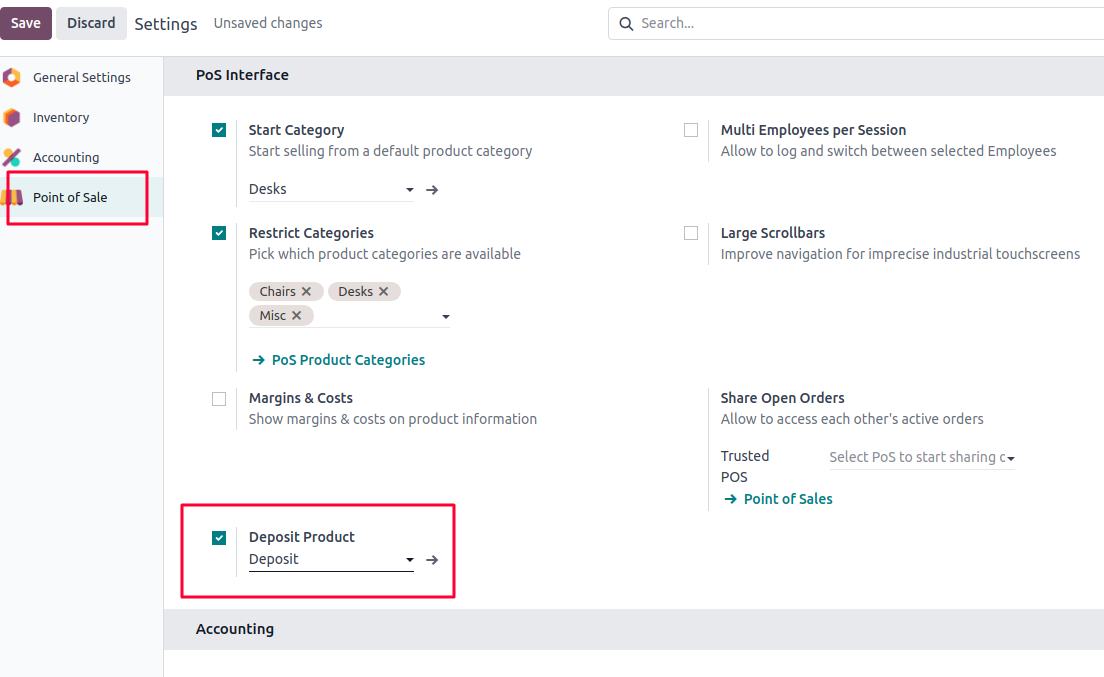 Save Discard Settings Unsaved changes Search...
General Settings
Inventory
Accounting
Point of Sale
PoS Interface
Start Category
Start selling from a default product category
Desks
Multi Employees per Session
Allow to log and switch between selected Employees
Restrict Categories
Pick which product categories are available
Chairs Desks
Misc
PoS Product Categories
Large Scrollbars
Improve navigation for imprecise industrial touchscreens
Margins & Costs
Show margins & costs on product information
Share Open Orders
Allow to access each other's active orders
Trusted POS
Select PoS to start sharing c
Point of Sales
Deposit Product
Deposit
Accounting